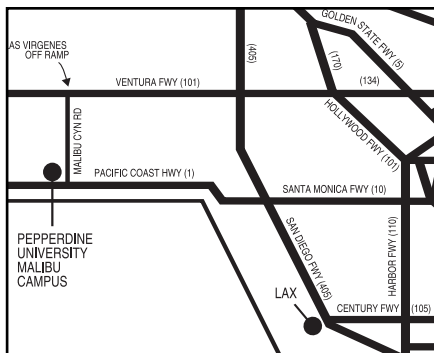 GOLDEN STATE FWY (5)
AS VIRGENES
OFF RAMP
(405)
(170)
(134)
VENTURA FWY (101)
MALIBU CYN RD
HOLLYWOOD FWY (101)
PACIFIC COAST HWY (1)
SANTA MONICA FWY (10)
PEPPERDINE
UNIVERSITY
MALIBU
CAMPUS
SAN DIEGO FWY (405)
HARBOR FWY (110)
LAX
CENTURY FWY (105)